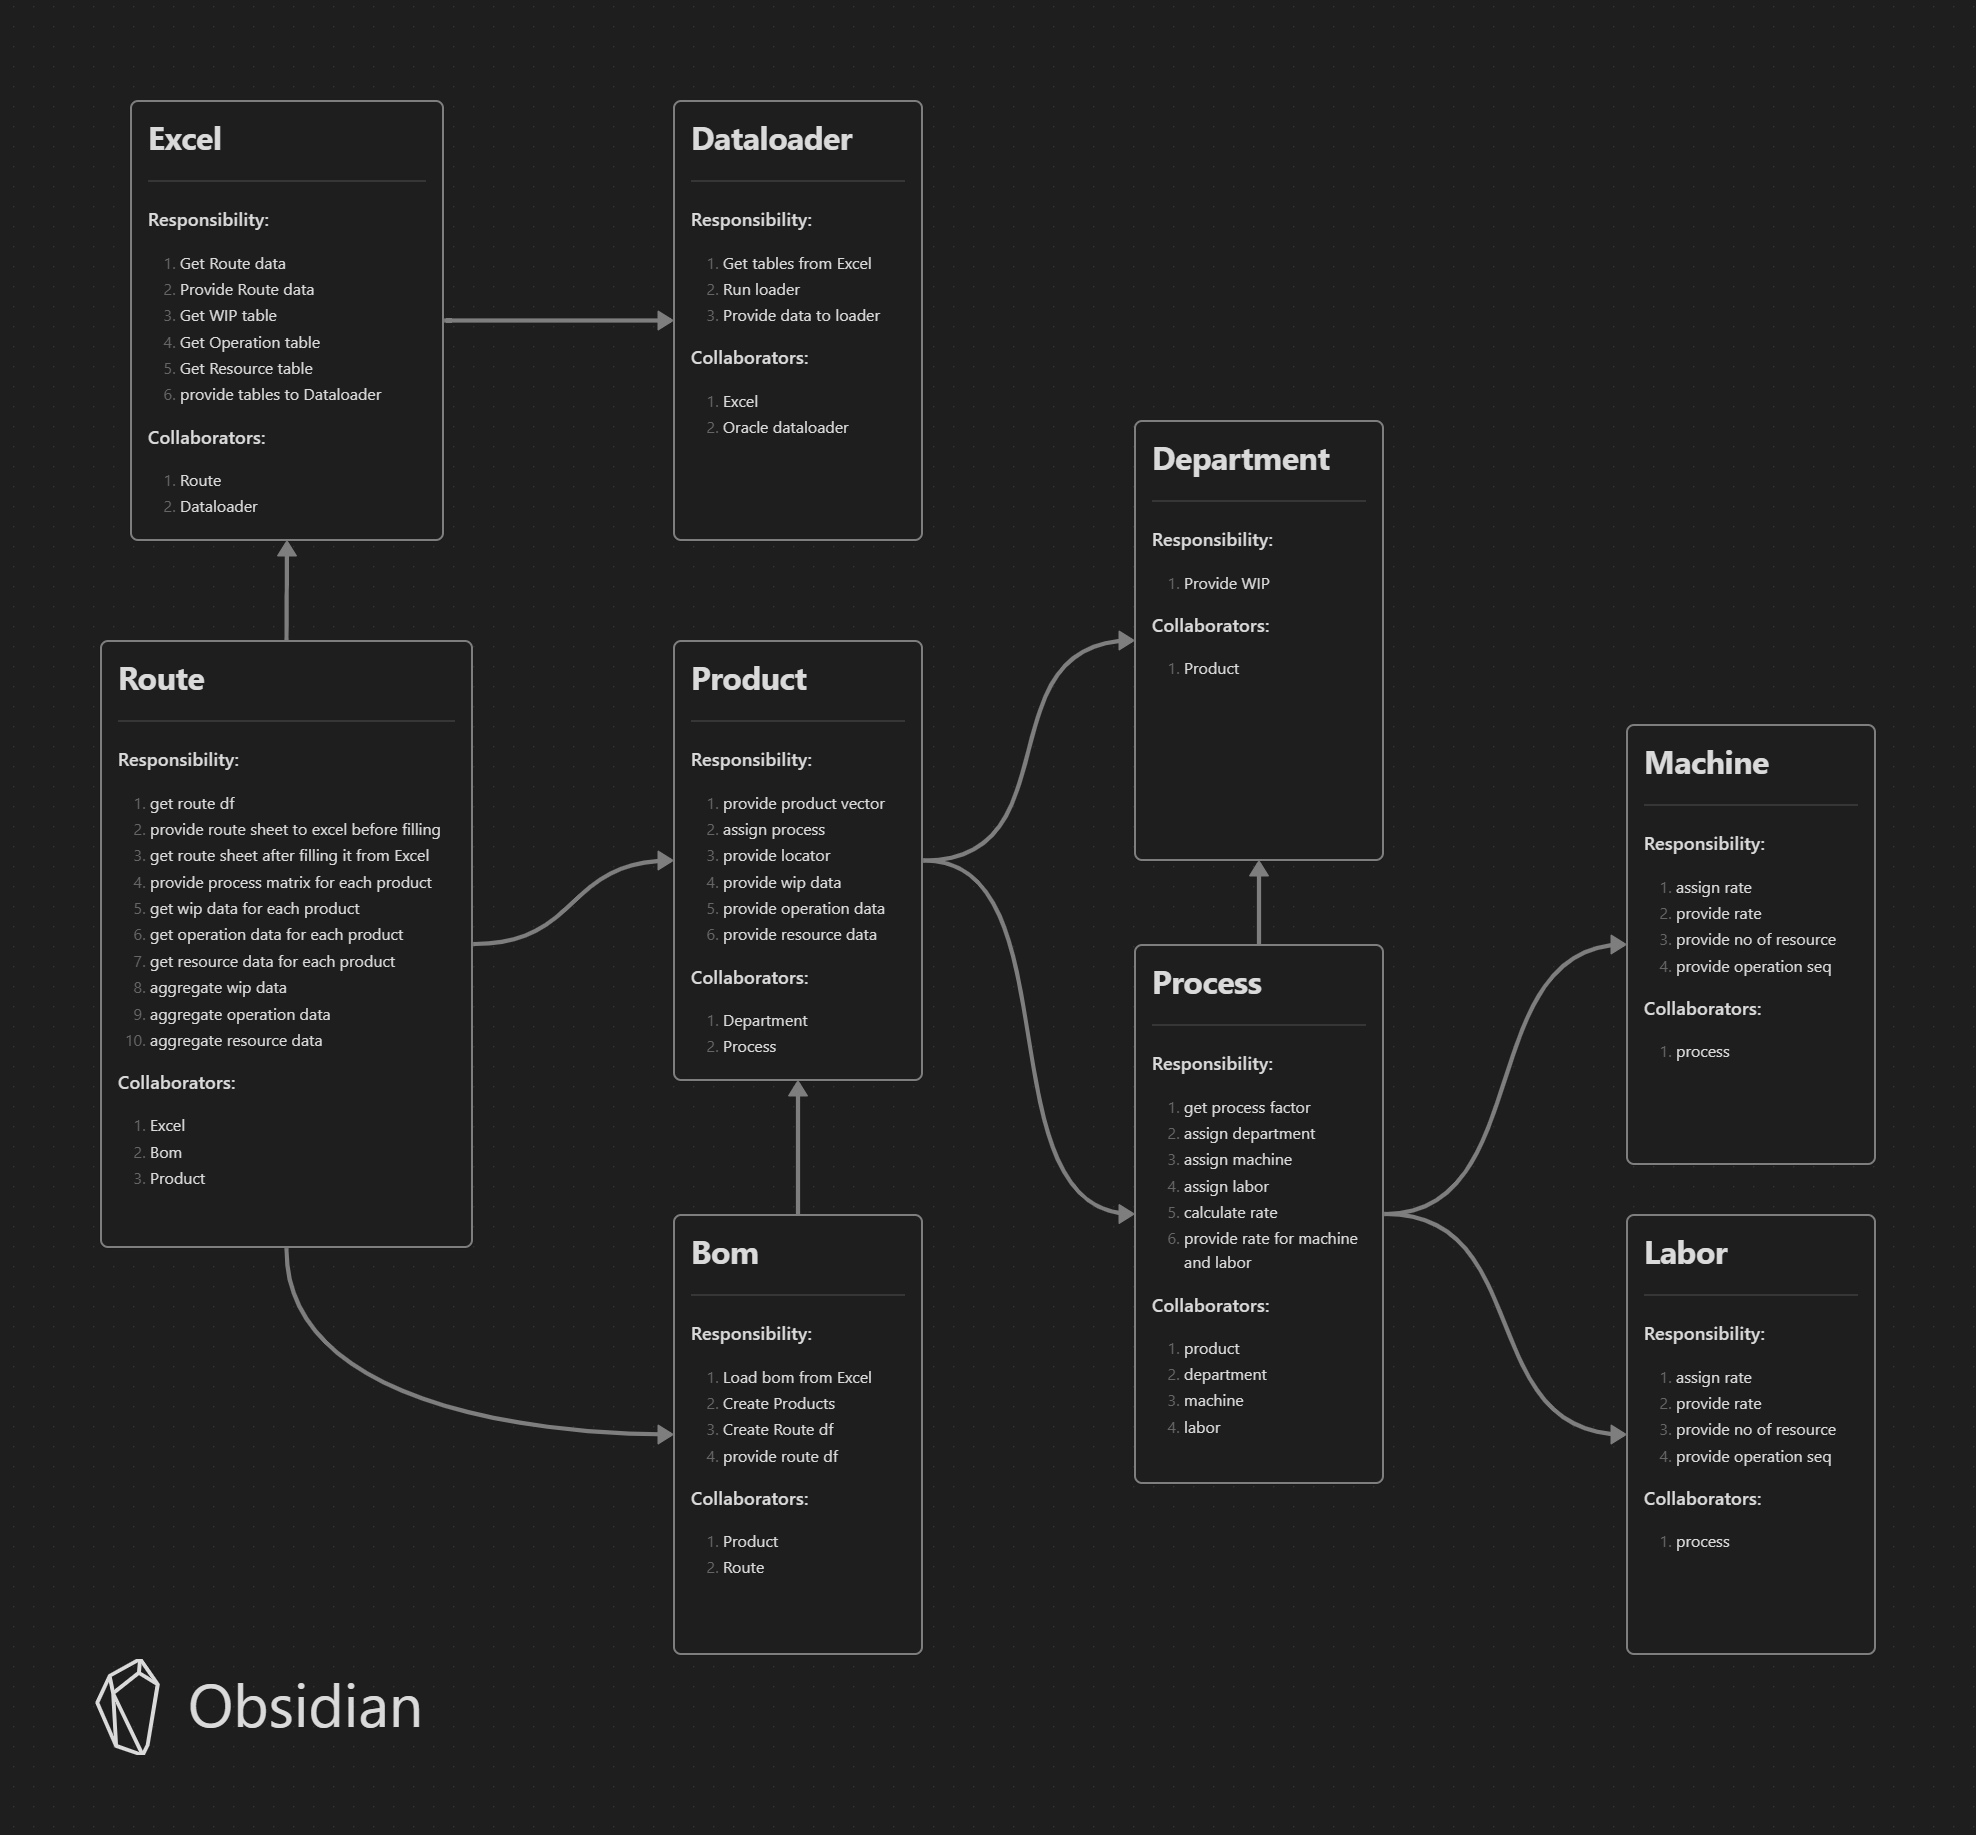 Excel
Responsibility:
1. Get Route data
2. Provide Route data
3. Get WIP table
4. Get Operation table
5. Get Resource table
6. provide tables to Dataloader
Collaborators:
1. Route
2. Dataloader
Dataloader
Responsibility:
1. Get tables from Excel
2. Run loader
3. Provide data to loader
Collaborators:
1. Excel
2. Oracle dataloader
Department
Responsibility:
1. Provide WIP
Collaborators:
1. Product
Route
Responsibility:
1. get route df
2. provide route sheet to excel before filling
3. get route sheet after filling it from Excel
4. provide process matrix for each product
5. get wip data for each product
6. get operation data for each product
7. get resource data for each product
8. aggregate wip data
9. aggregate operation data
10. aggregate resource data
Collaborators:
1. Excel
2. Bom
3. Product
Product
Responsibility:
1. provide product vector
2. assign process
3. provide locator
4. provide wip data
5. provide operation data
6. provide resource data
Collaborators:
1. Department
2. Process
Machine
Responsibility:
1. assign rate
2. provide rate
3. provide no of resource
4. provide operation seq
Collaborators:
1. process
Process
Responsibility:
1. get process factor
2. assign department
3. assign machine
4. assign labor
5. calculate rate
6. provide rate for machine
and labor
Collaborators:
1. product
2. department
3. machine
4. labor
Bom
Responsibility:
1. Load bom from Excel
2. Create Products
3. Create Route df
4. provide route df
Collaborators:
1. Product
2. Route
Labor
Responsibility:
1. assign rate
2. provide rate
3. provide no of resource
4. provide operation seq
Collaborators:
1. process
Obsidian